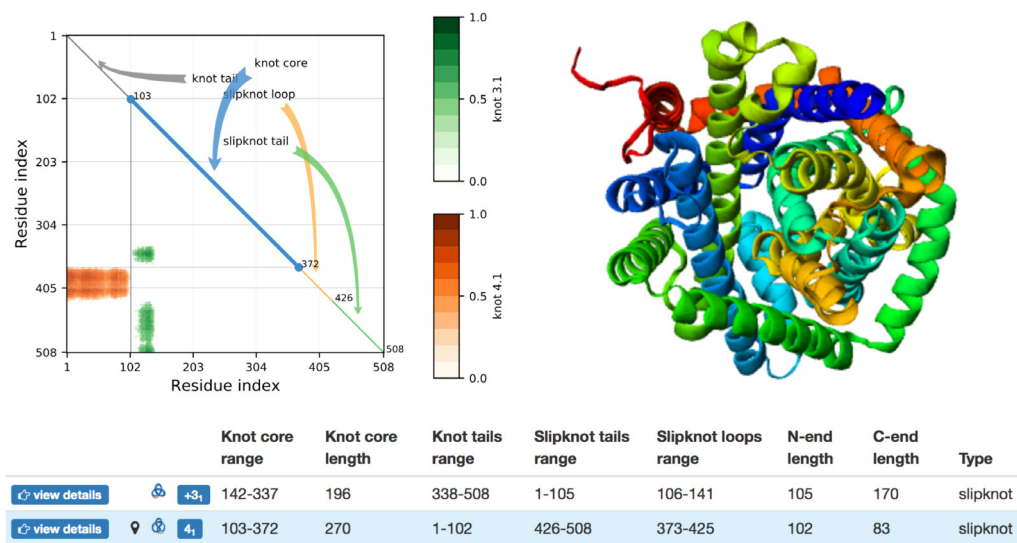 1
102
203
304
405
508
Residue index
1
102
203
304
405
508
Residue index
knot tail
knot core
slipknot loop
slipknot tail
103
372
426
508
1.0
0.5
0.0
knot 3.1
1.0
0.5
0.0
knot 4.1
Knot core range Knot core length Knot tails range Slipknot tails range Slipknot loops range N-end length C-end length Type
view details +3₁ 142-337 196 338-508 1-105 106-141 105 170 slipknot
view details 4₁ 103-372 270 1-102 426-508 373-425 102 83 slipknot